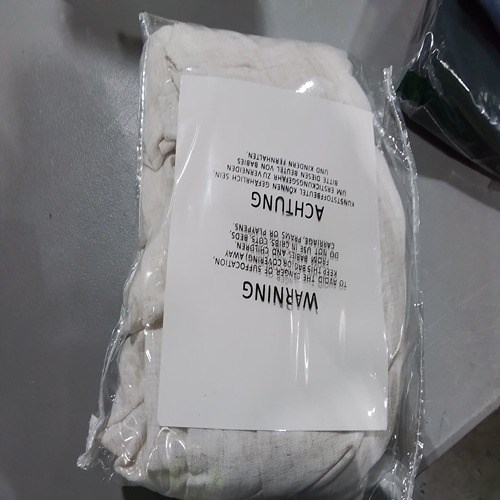 WARNING
TO AVOID THE DANGER OF SUFFOCATION,
KEEP THIS BAG OR COVERING AWAY
FROM BABIES AND CHILDREN.
DO NOT USE IN CRIBS, COTS, BEDS,
CARRIAGE, PRAMS OR PLAYPENS.
ACHTUNG
KUNSTSTOFBEUTEL KÖNNEN GEFÄHRLICH SEIN.
UM ERSTICKUNGSGEFAHR ZU VERMEIDEN
BITTE DIESEN BEUTEL VON BABIES
UND KINDERN FERNHALTEN.